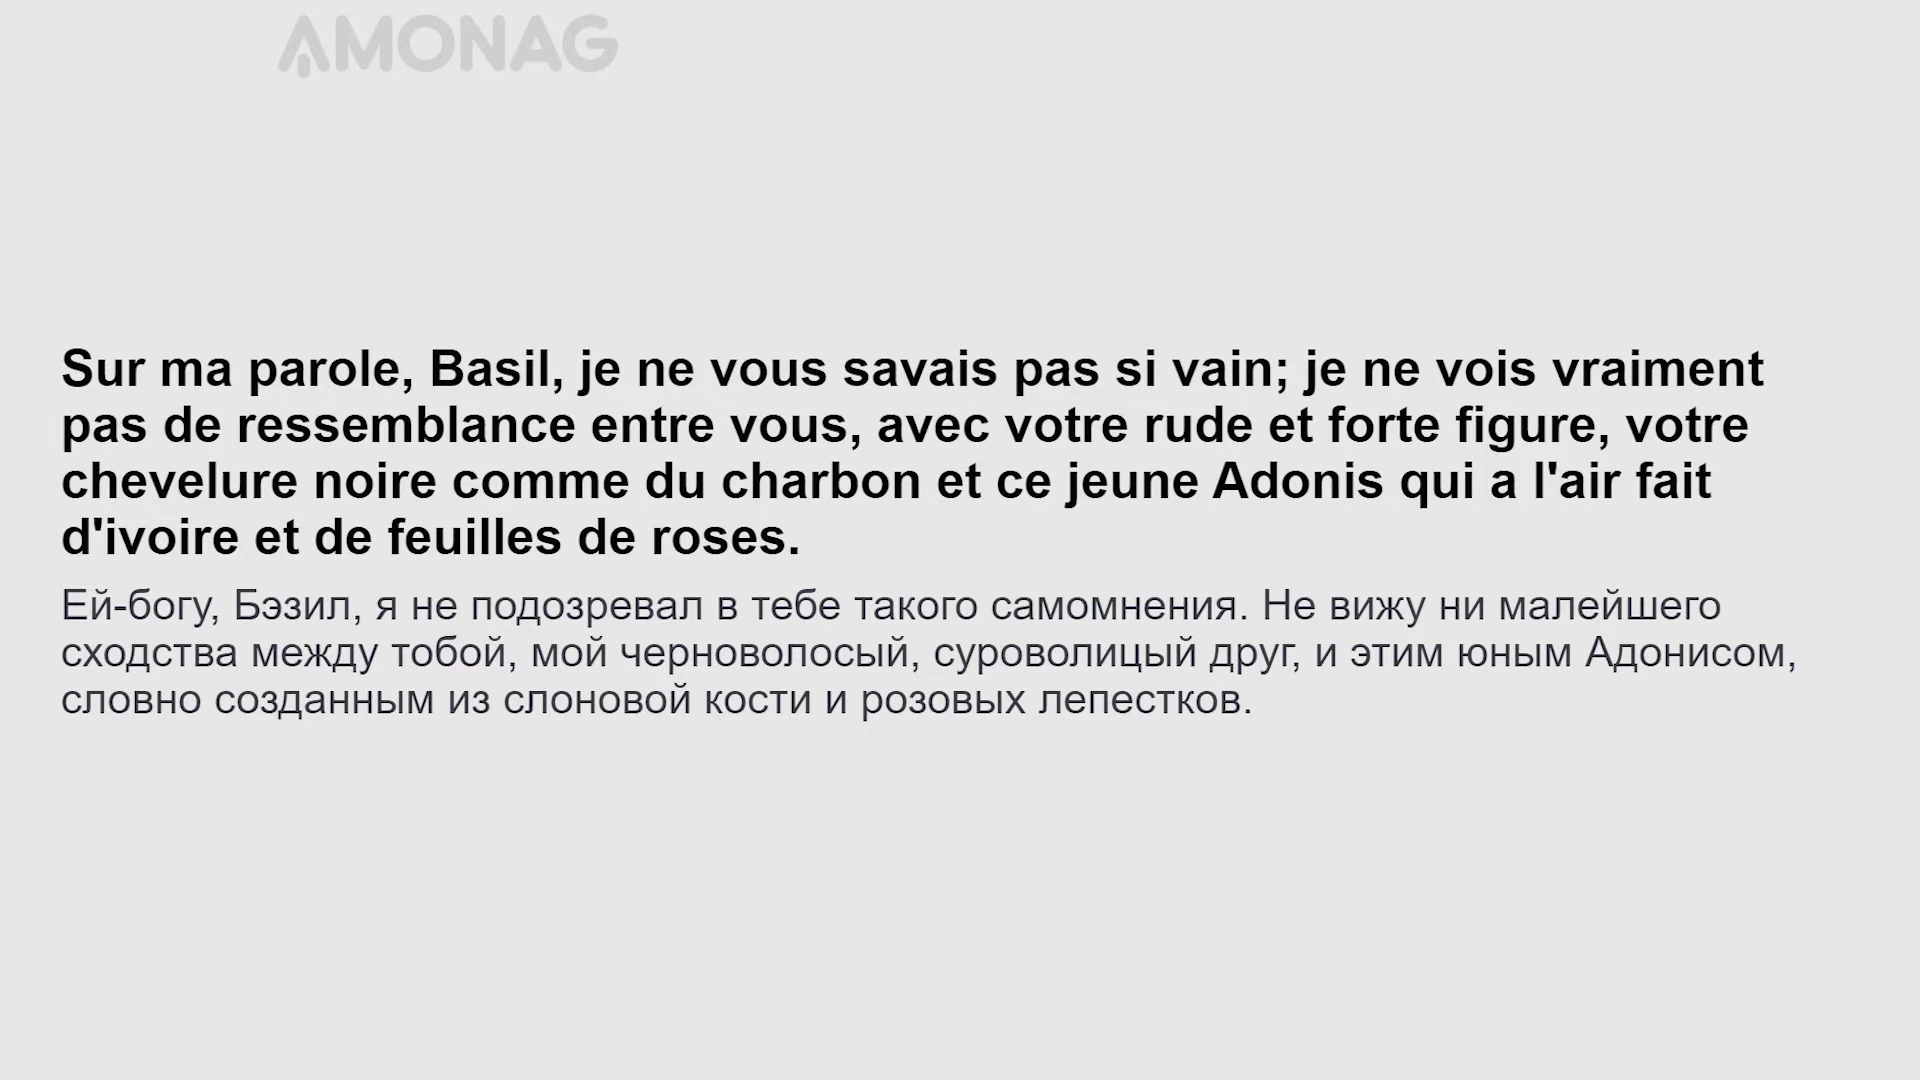 AMONAG
Sur ma parole, Basil, je ne vous savais pas si vain; je ne vois vraiment
pas de ressemblance entre vous, avec votre rude et forte figure, votre
chevelure noire comme du charbon et ce jeune Adonis qui a l'air fait
d'ivoire et de feuilles de roses.
Ей-богу, Бэзил, я не подозревал в тебе такого самомнения. Не вижу ни малейшего
сходства между тобой, мой черноволосый, суроволицый друг, и этим юным Адонисом,
словно созданным из слоновой кости и розовых лепестков.